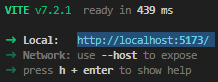 VITE v7.2.1 ready in 439 ms
➜ Local: http://localhost:5173/
➜ Network: use --host to expose
➜ press h + enter to show help